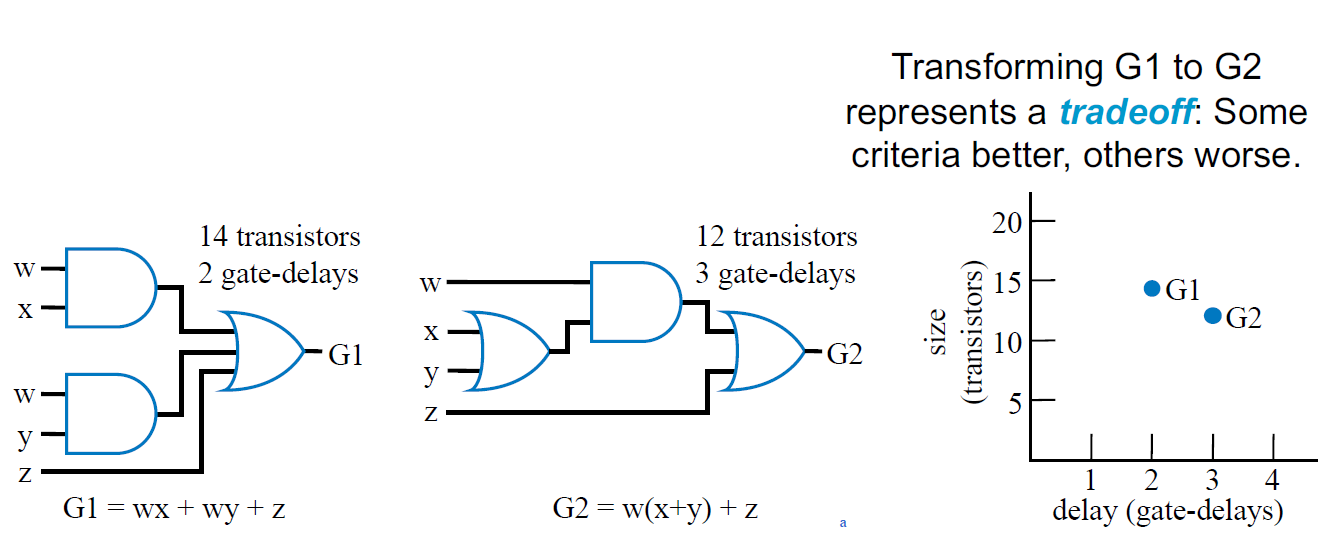 Transforming G1 to G2
represents a tradeoff: Some
criteria better, others worse.
14 transistors
2 gate-delays
w
x
w
y
z
G1
G1 = wx + wy + z
12 transistors
3 gate-delays
w
x
y
z
G2
G2 = w(x+y) + z
a
size
(transistors)
20
15
10
5
G1
G2
1 2 3 4
delay (gate-delays)